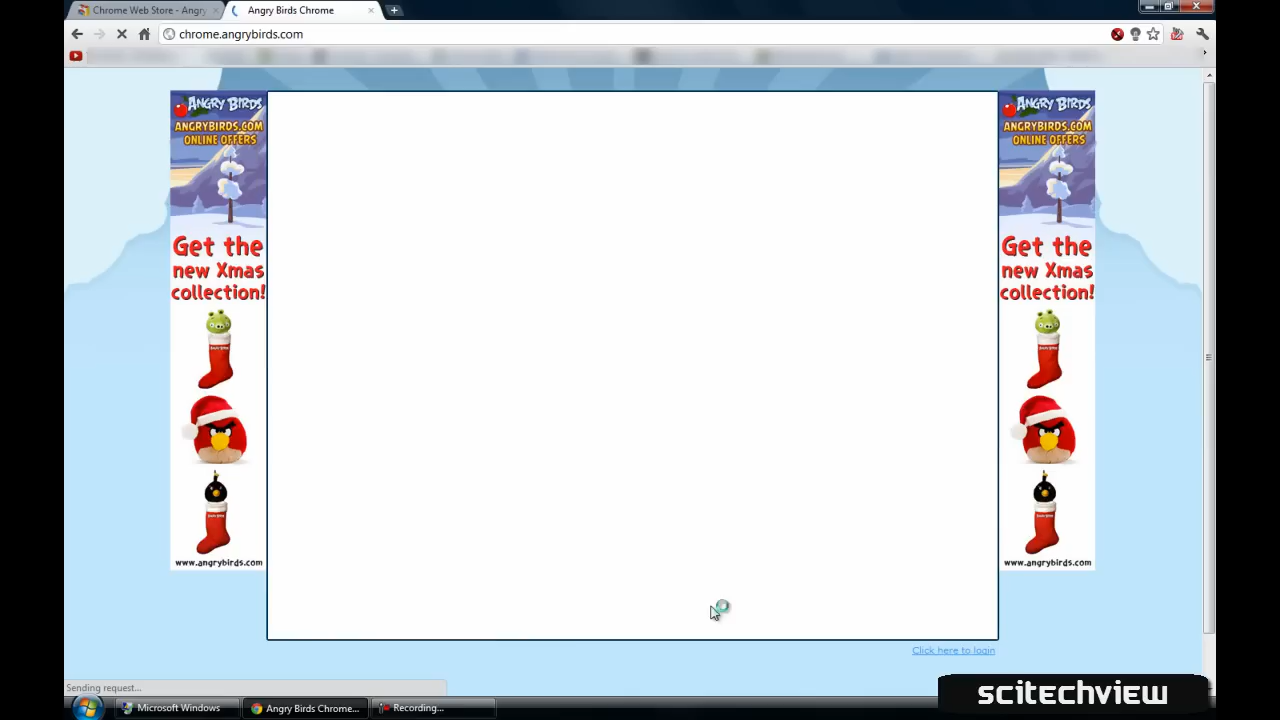 Chrome Web Store - Angry
Angry Birds Chrome
chrome.angrybirds.com
ANGRY BIRDS
ANGRYBIRDS.COM
ONLINE OFFERS
Get the
new Xmas
collection!
www.angrybirds.com
ANGRY BIRDS
ANGRYBIRDS.COM
ONLINE OFFERS
Get the
new Xmas
collection!
www.angrybirds.com
Click here to login
Sending request...
Microsoft Windows
Angry Birds Chrome...
Recording...
scitechview